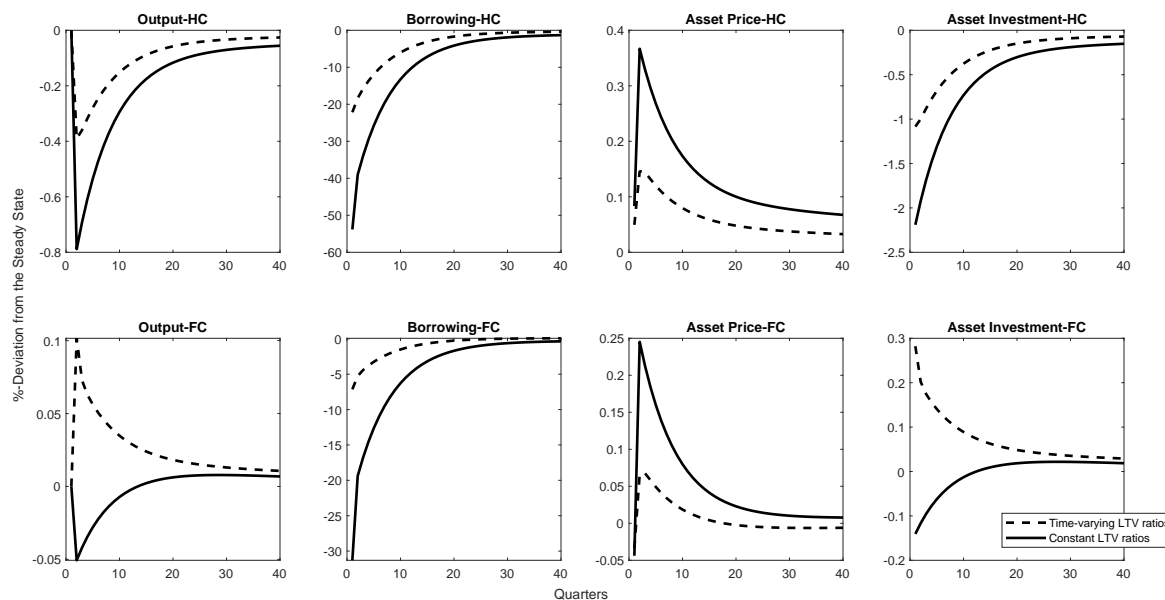 Output-HC
Borrowing-HC
Asset Price-HC
Asset Investment-HC
0
-0.2
-0.4
-0.6
-0.8
0 10 20 30 40
0
-10
-20
-30
-40
-50
-60
0 10 20 30 40
0.4
0.3
0.2
0.1
0
0 10 20 30 40
0
-0.5
-1
-1.5
-2
-2.5
0 10 20 30 40
%-Deviation from the Steady State
Output-FC
Borrowing-FC
Asset Price-FC
Asset Investment-FC
0.1
0.05
0
-0.05
0 10 20 30 40
0
-5
-10
-15
-20
-25
-30
0 10 20 30 40
0.25
0.2
0.15
0.1
0.05
0
-0.05
0 10 20 30 40
0.3
0.2
0.1
0
-0.1
-0.2
0 10 20 30 40
Time-varying LTV ratios
Constant LTV ratios
Quarters